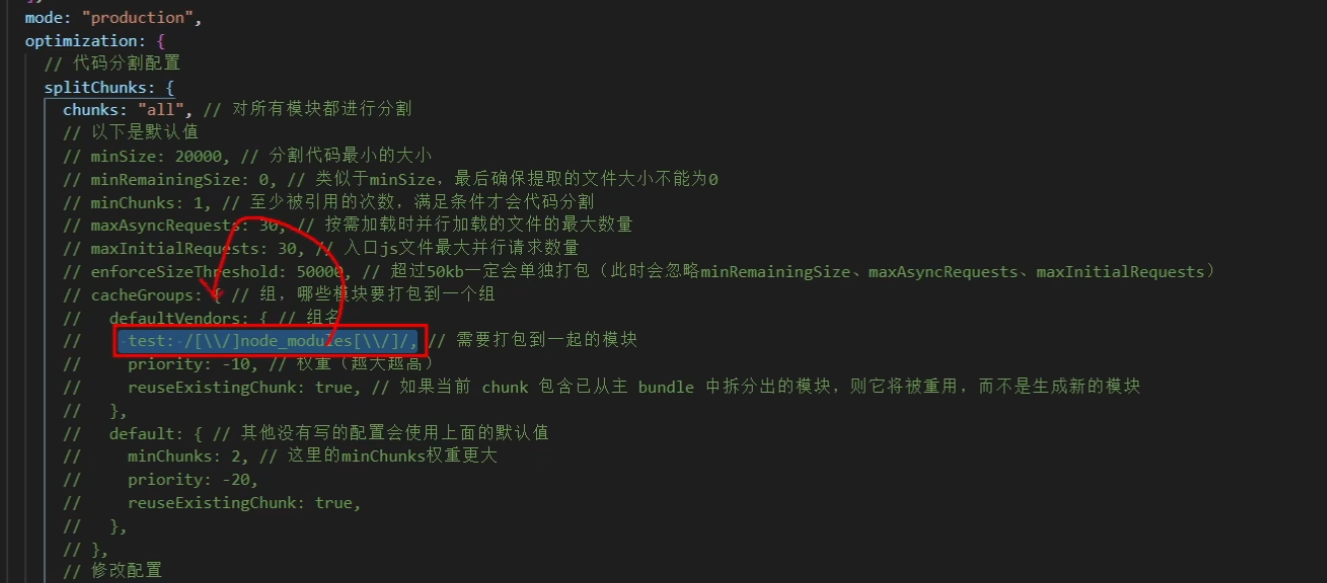 },
mode: "production",
optimization: {
// 代码分割配置
splitChunks: {
chunks: "all", // 对所有模块都进行分割
// 以下是默认值
// minSize: 20000, // 分割代码最小的大小
// minRemainingSize: 0, // 类似于minSize，最后确保提取的文件大小不能为0
// minChunks: 1, // 至少被引用的次数，满足条件才会代码分割
// maxAsyncRequests: 30, // 按需加载时并行加载的文件的最大数量
// maxInitialRequests: 30, // 入口js文件最大并行请求数量
// enforceSizeThreshold: 50000, // 超过50kb一定会单独打包（此时会忽略minRemainingSize、maxAsyncRequests、maxInitialRequests）
// cacheGroups: { // 组，哪些模块要打包到一个组
// defaultVendors: { // 组名
// test: /[\\/]node_modules[\\/]/, // 需要打包到一起的模块
// priority: -10, // 权重（越大越高）
// reuseExistingChunk: true, // 如果当前 chunk 包含已从主 bundle 中拆分出的模块，则它将被重用，而不是生成新的模块
// },
// default: { // 其他没有写的配置会使用上面的默认值
// minChunks: 2, // 这里的minChunks权重更大
// priority: -20,
// reuseExistingChunk: true,
// },
// },
// 修改配置